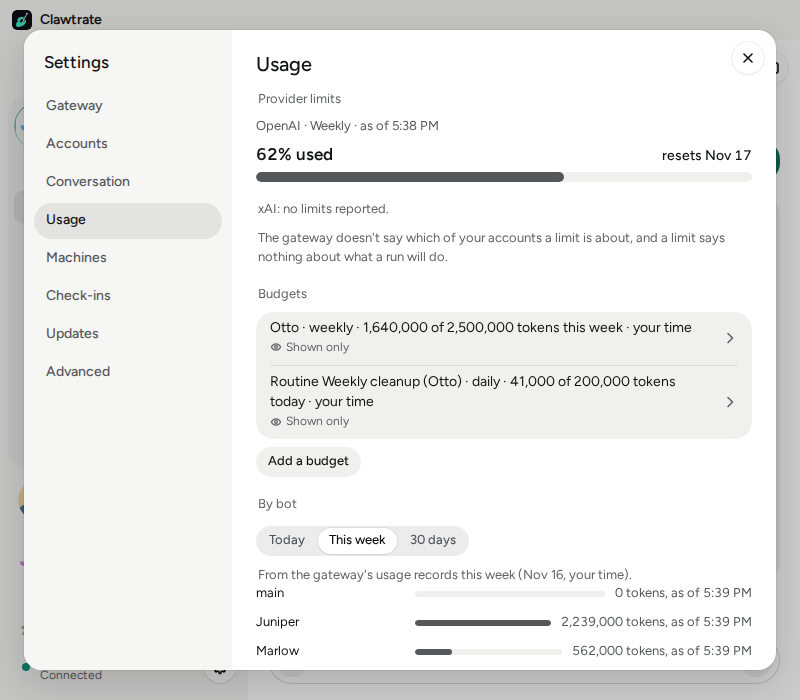 Clawtrate
Settings
Gateway
Accounts
Conversation
Usage
Machines
Check-ins
Updates
Advanced
Usage
Provider limits
OpenAI · Weekly · as of 5:38 PM
62% used
resets Nov 17
xAI: no limits reported.
The gateway doesn't say which of your accounts a limit is about, and a limit says
nothing about what a run will do.
Budgets
Otto · weekly · 1,640,000 of 2,500,000 tokens this week · your time
Shown only
Routine Weekly cleanup (Otto) · daily · 41,000 of 200,000 tokens
today · your time
Shown only
Add a budget
By bot
Today This week 30 days
From the gateway's usage records this week (Nov 16, your time).
main 0 tokens, as of 5:39 PM
Juniper 2,239,000 tokens, as of 5:39 PM
Marlow 562,000 tokens, as of 5:39 PM
Connected